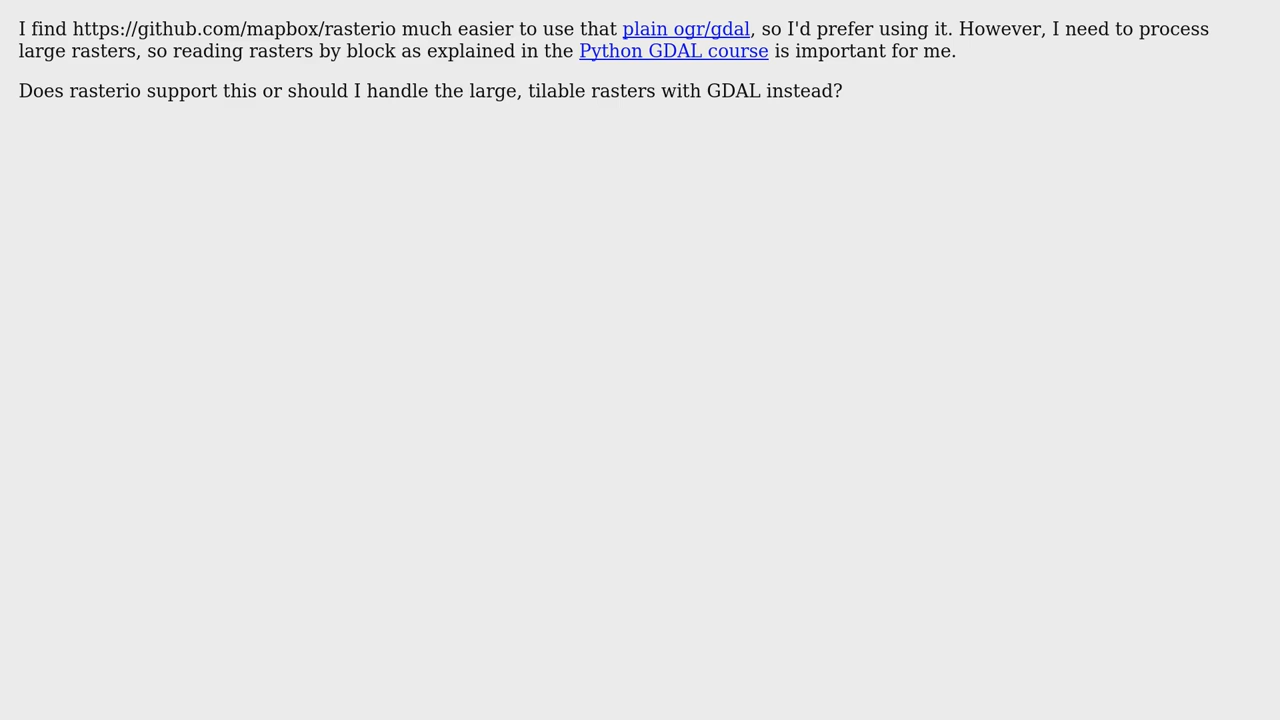 I find https://github.com/mapbox/rasterio much easier to use that plain ogr/gdal, so I'd prefer using it. However, I need to process
large rasters, so reading rasters by block as explained in the Python GDAL course is important for me.
Does rasterio support this or should I handle the large, tilable rasters with GDAL instead?